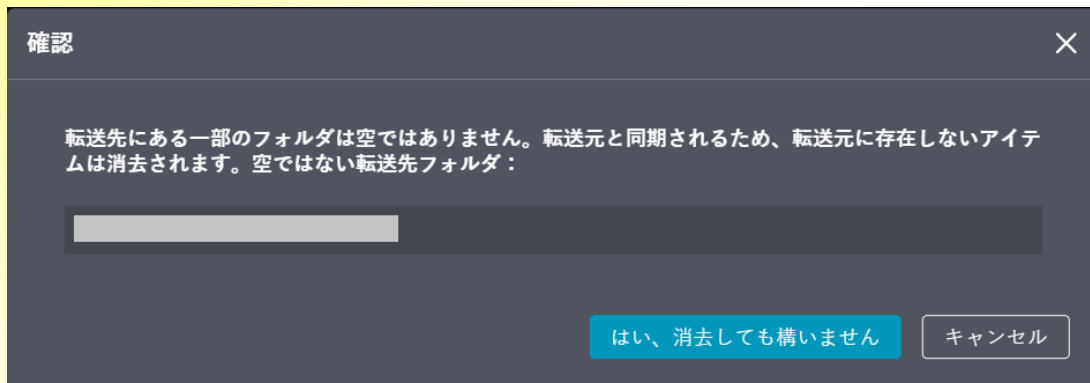 確認
転送先にある一部のフォルダは空ではありません。転送元と同期されるため、転送元に存在しないアイテ
ムは消去されます。空ではない転送先フォルダ：
はい、消去しても構いません
キャンセル